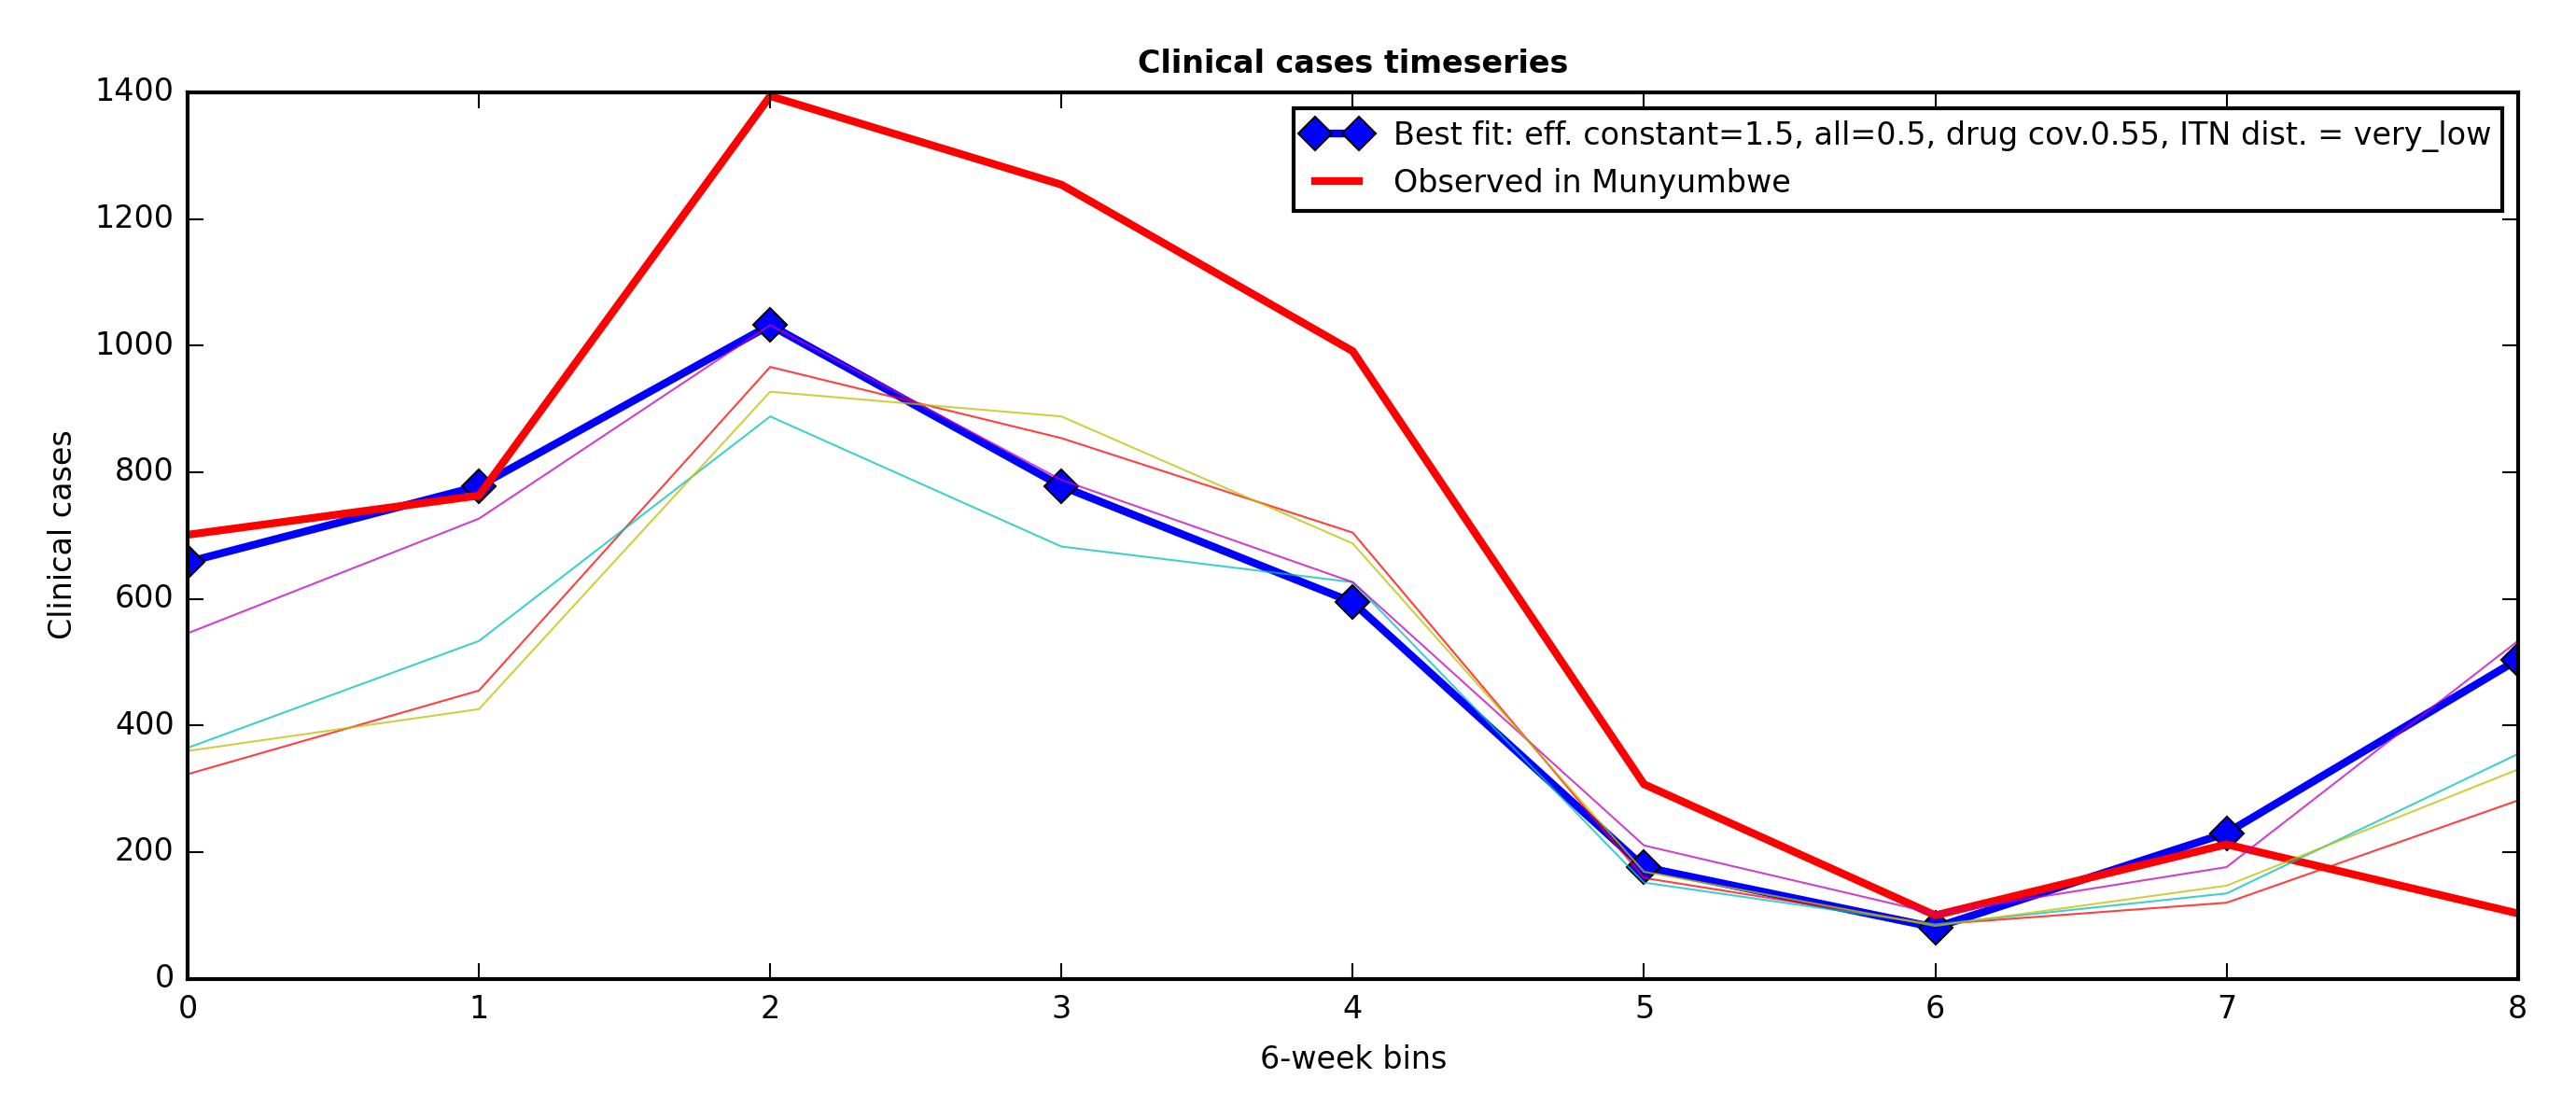 Clinical cases timeseries
1400
1200
1000
800
600
400
200
0
Clinical cases
Best fit: eff. constant=1.5, all=0.5, drug cov.0.55, ITN dist. = very_low
Observed in Munyumbwe
0 1 2 3 4 5 6 7 8
6-week bins